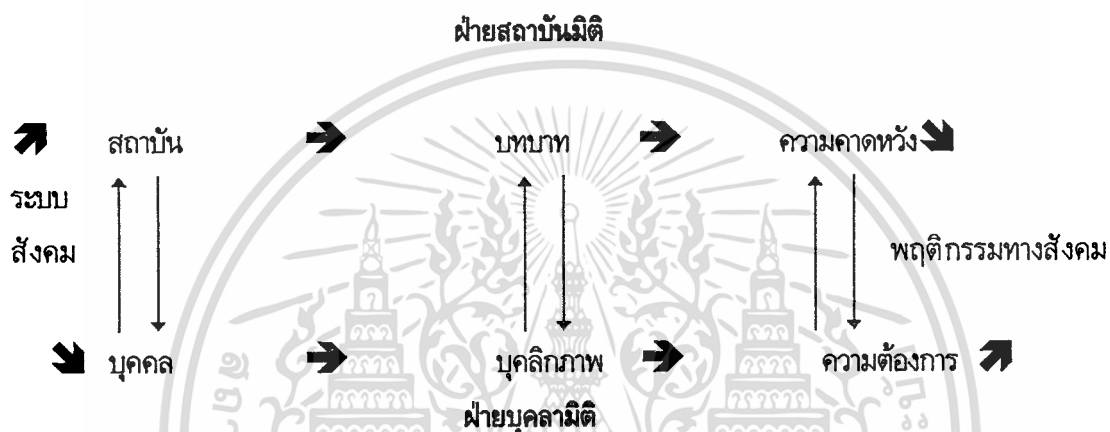 ฝ่ายสถาบันมิติ
สถาบัน บทบาท ความคาดหวัง
ระบบ
สังคม
พฤติกรรมทางสังคม
บุคคล บุคลิกภาพ ความต้องการ
ฝ่ายบุคลามิติ